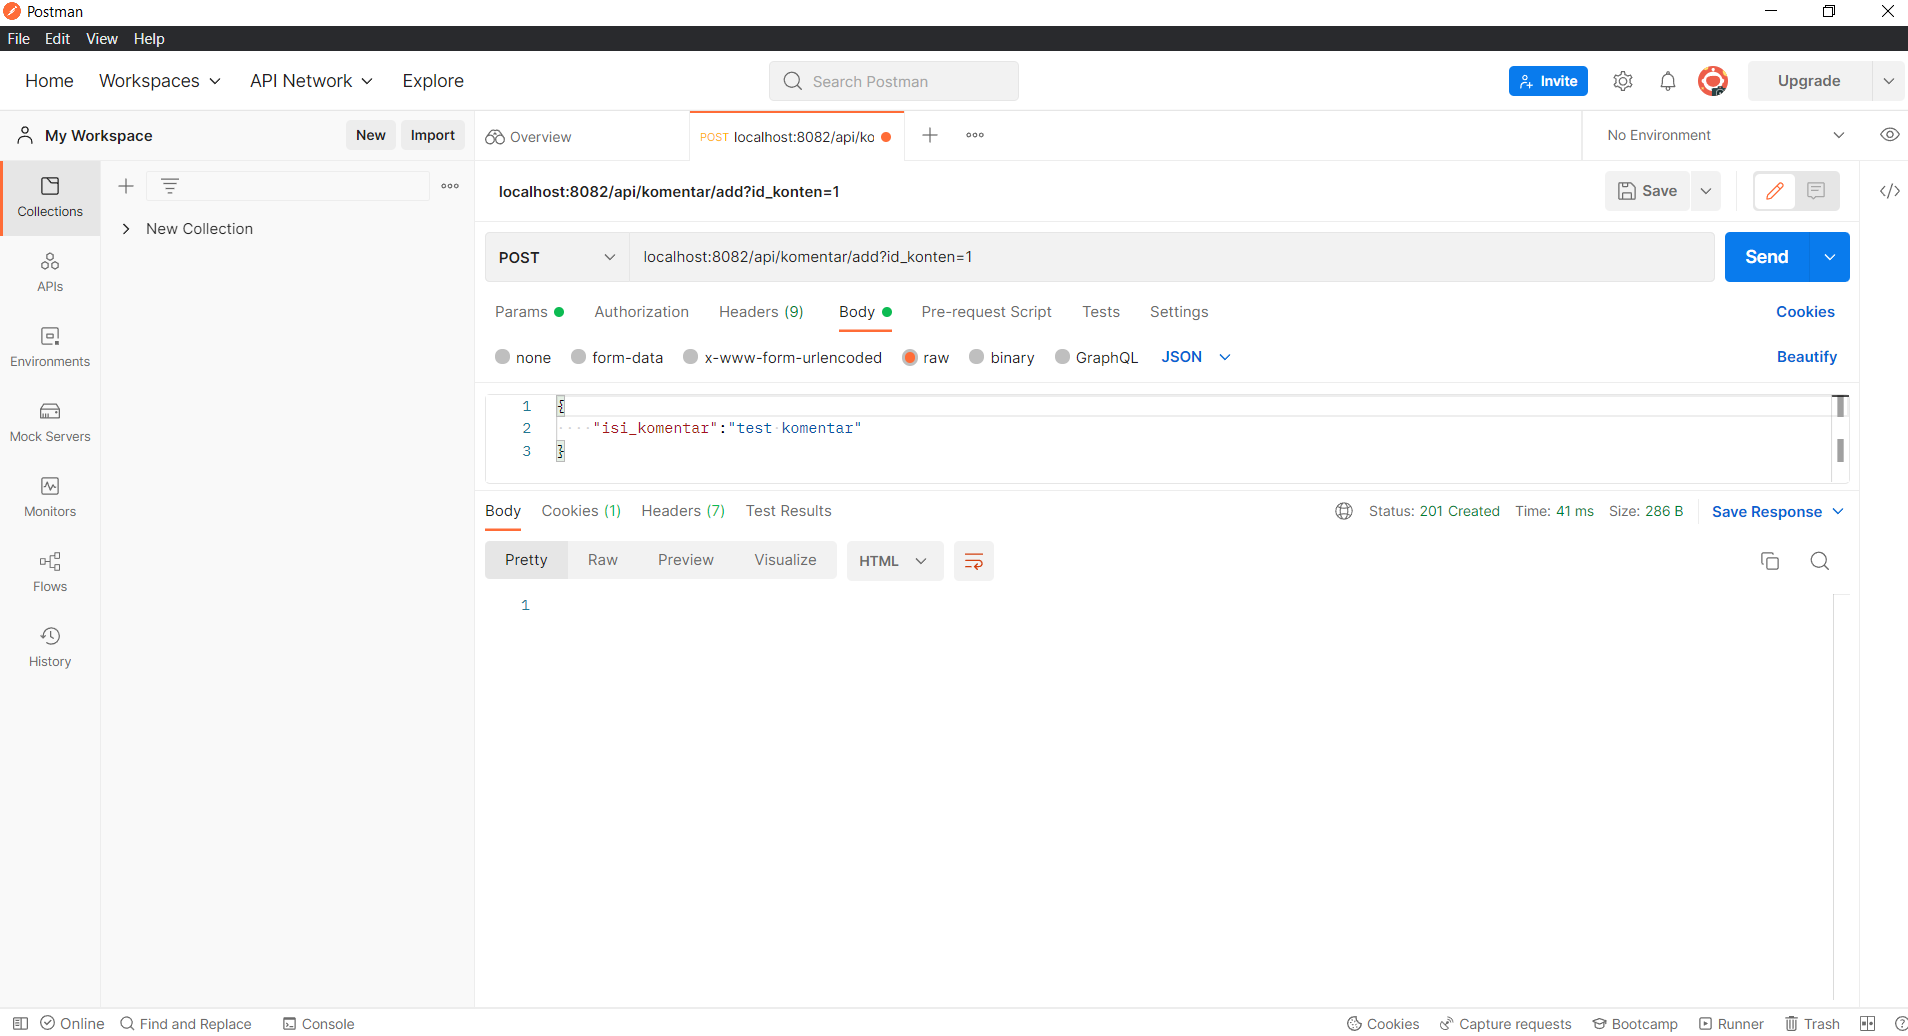 Postman
File Edit View Help
Home Workspaces API Network Explore Search Postman Invite Upgrade
My Workspace New Import Overview POST localhost:8082/api/ko No Environment
Collections
New Collection
APIs
Environments
Mock Servers
Monitors
Flows
History
localhost:8082/api/komentar/add?id_konten=1 Save
POST localhost:8082/api/komentar/add?id_konten=1 Send
Params Authorization Headers (9) Body Pre-request Script Tests Settings Cookies
none form-data x-www-form-urlencoded raw binary GraphQL JSON Beautify
1 {
2 "isi_komentar":"test komentar"
3 }
Body Cookies (1) Headers (7) Test Results Status: 201 Created Time: 41 ms Size: 286 B Save Response
Pretty Raw Preview Visualize HTML
1
Online Find and Replace Console Cookies Capture requests Bootcamp Runner Trash